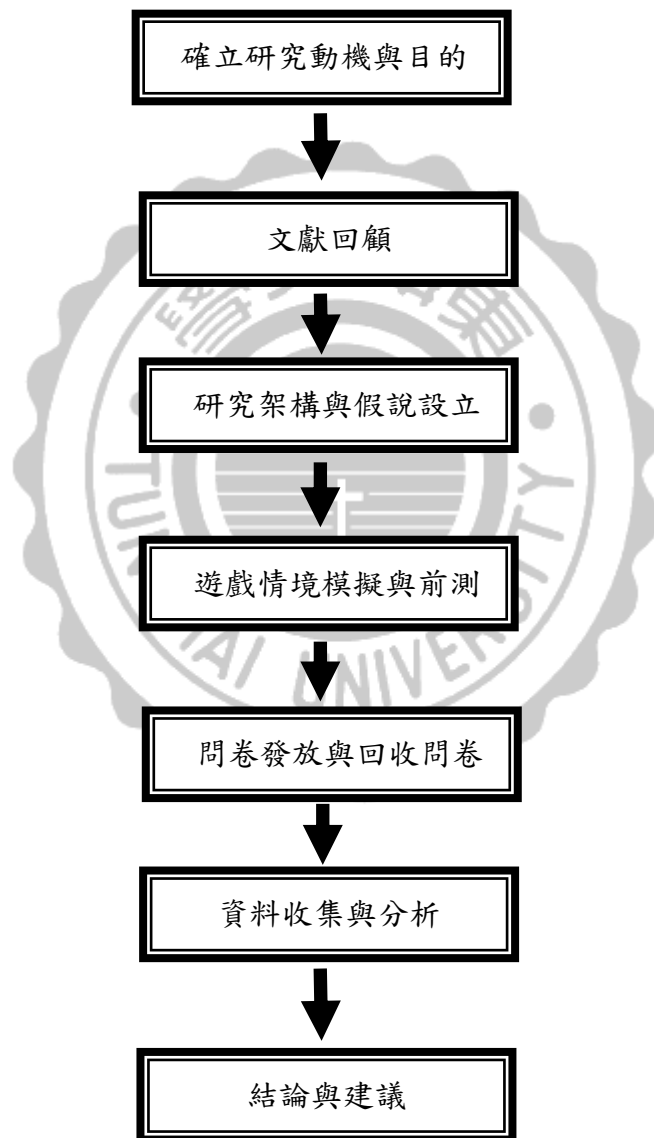 確立研究動機與目的
文獻回顧
研究架構與假說設立
遊戲情境模擬與前測
問卷發放與回收問卷
資料收集與分析
結論與建議
UNIVERSITY